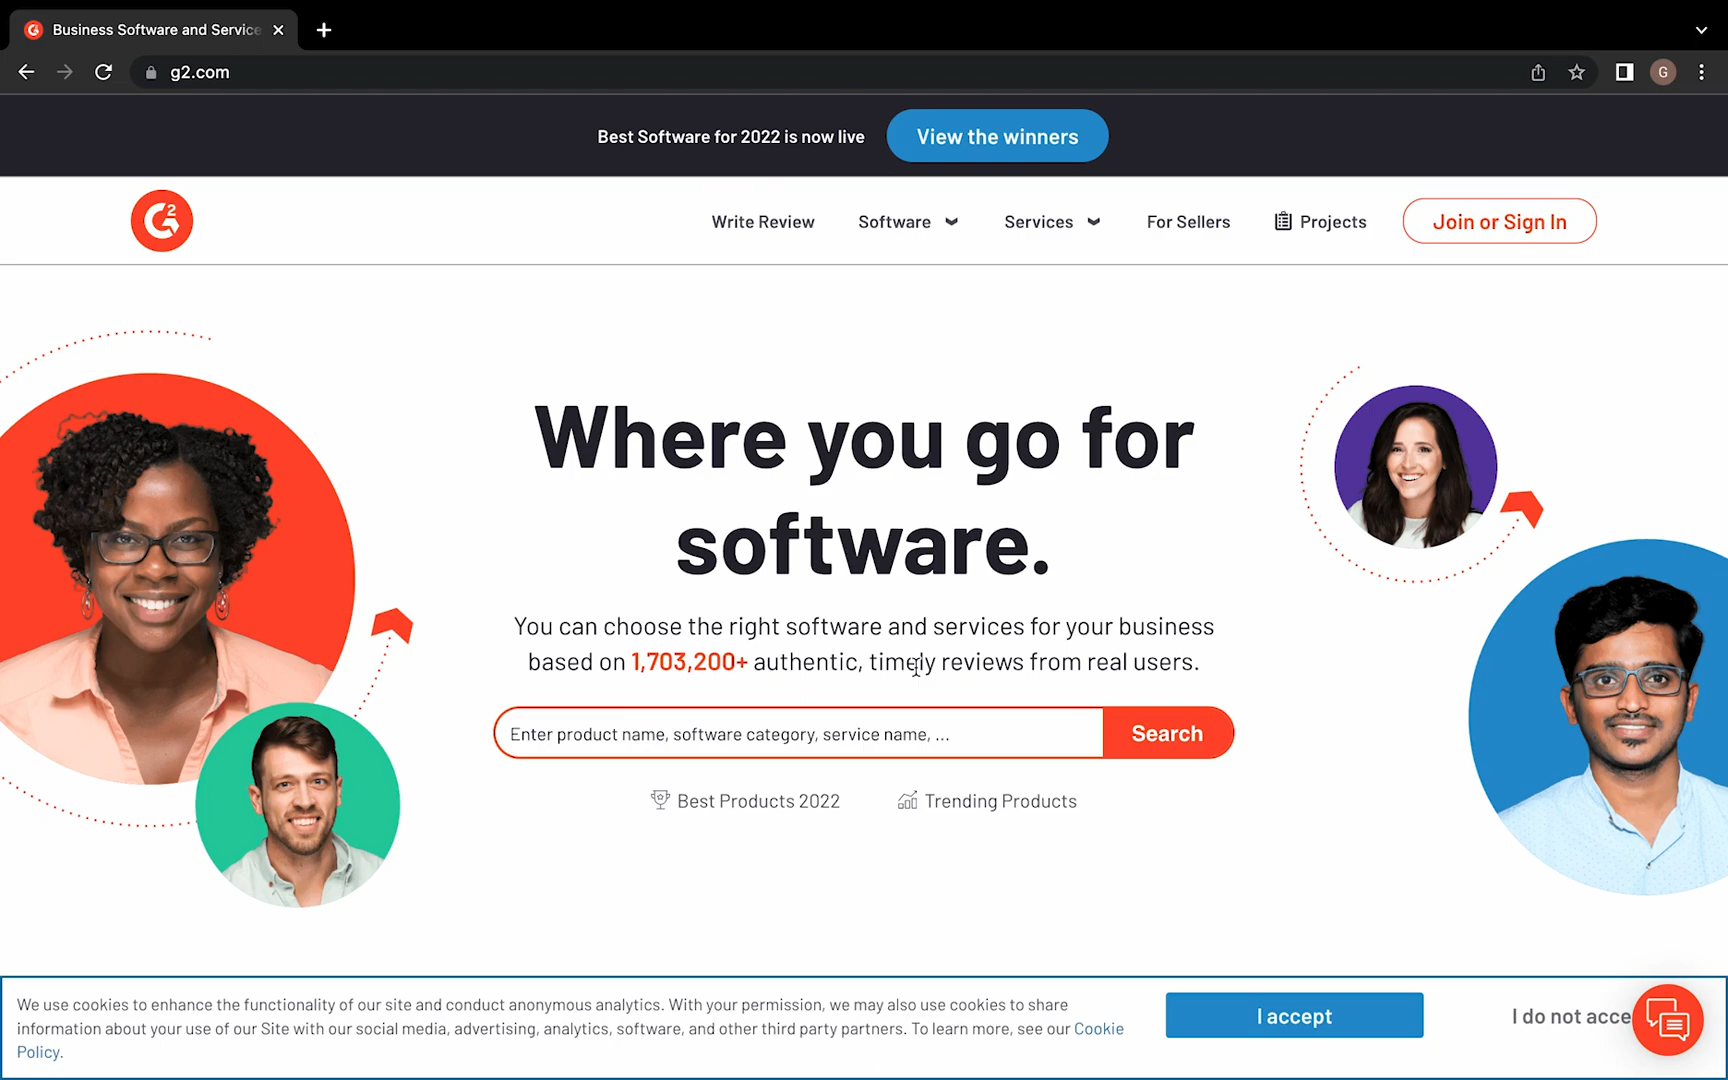 Business Software and Service
g2.com
G
Best Software for 2022 is now live
View the winners
G2
Write Review
Software
Services
For Sellers
Projects
Join or Sign In
Where you go for
software.
You can choose the right software and services for your business
based on 1,703,200+ authentic, timely reviews from real users.
Enter product name, software category, service name, ...
Search
Best Products 2022
Trending Products
We use cookies to enhance the functionality of our site and conduct anonymous analytics. With your permission, we may also use cookies to share
information about your use of our Site with our social media, advertising, analytics, software, and other third party partners. To learn more, see our Cookie
Policy.
I accept
I do not acce